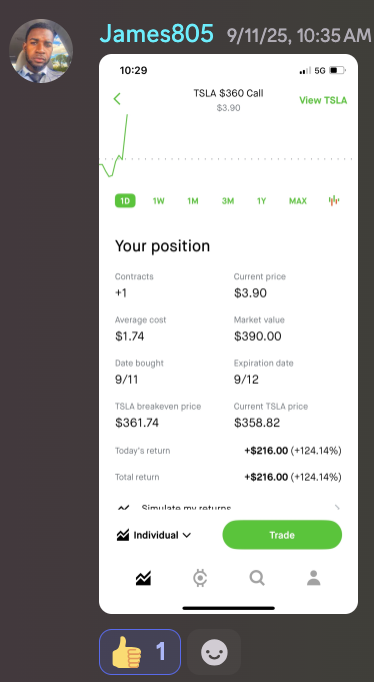 James805 9/11/25, 10:35 AM
10:29 5G
TSLA $360 Call View TSLA
$3.90
1D 1W 1M 3M 1Y MAX
Your position
Contracts Current price
+1 $3.90
Average cost Market value
$1.74 $390.00
Date bought Expiration date
9/11 9/12
TSLA breakeven price Current TSLA price
$361.74 $358.82
Today's return +$216.00 (+124.14%)
Total return +$216.00 (+124.14%)
Simulate my returns
Individual Trade
1